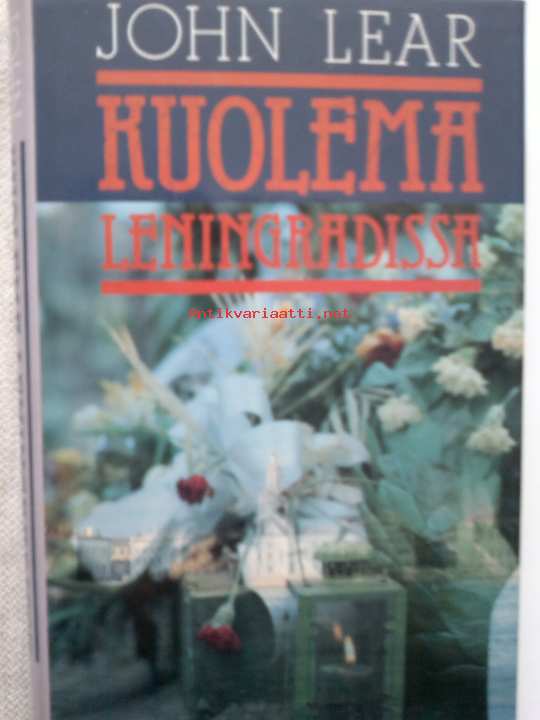 JOHN LEAR
KUOLEMA
LENINGRADISSA
Antikvariaatti.net